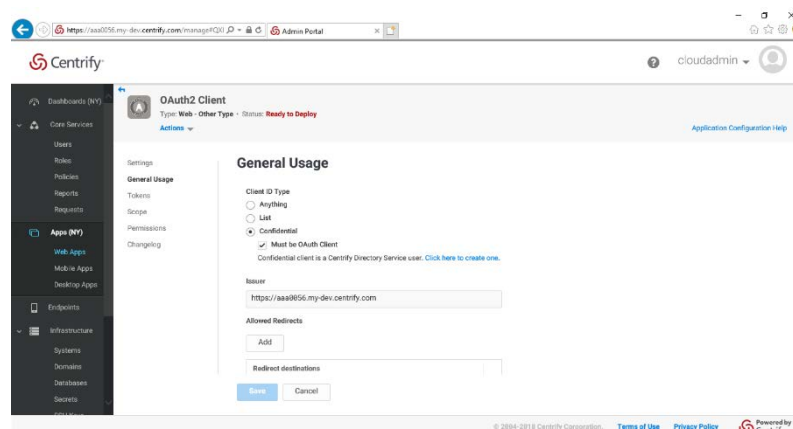 https://aaa0056.my-dev.centrify.com/manage#QXI
Admin Portal
Centrify
cloudadmin
Dashboards (NY)
Core Services
Users
Roles
Policies
Reports
Requests
Apps (NY)
Web Apps
Mobile Apps
Desktop Apps
Endpoints
Infrastructure
Systems
Domains
Databases
Secrets
OAuth2 Client
Type: Web - Other Type • Status: Ready to Deploy
Actions
Application Configuration Help
Settings
General Usage
Tokens
Scope
Permissions
Changelog
General Usage
Client ID Type
Anything
List
Confidential
Must be OAuth Client
Confidential client is a Centrify Directory Service user. Click here to create one.
Issuer
https://aaa0056.my-dev.centrify.com
Allowed Redirects
Add
Redirect destinations
Save
Cancel
© 2004-2018 Centrify Corporation.
Terms of Use
Privacy Policy
Powered by